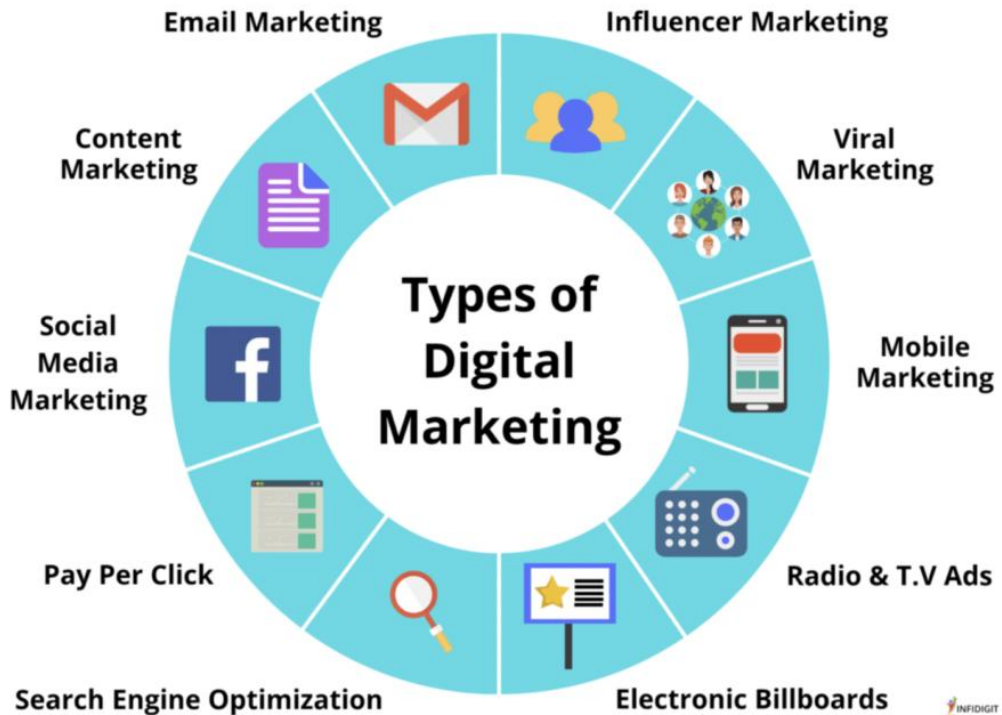 Email Marketing
Influencer Marketing
Content
Marketing
Viral
Marketing
Types of
Digital
Marketing
Social
Media
Marketing
Mobile
Marketing
Pay Per Click
Radio & T.V Ads
Search Engine Optimization
Electronic Billboards
INFIDIGIT